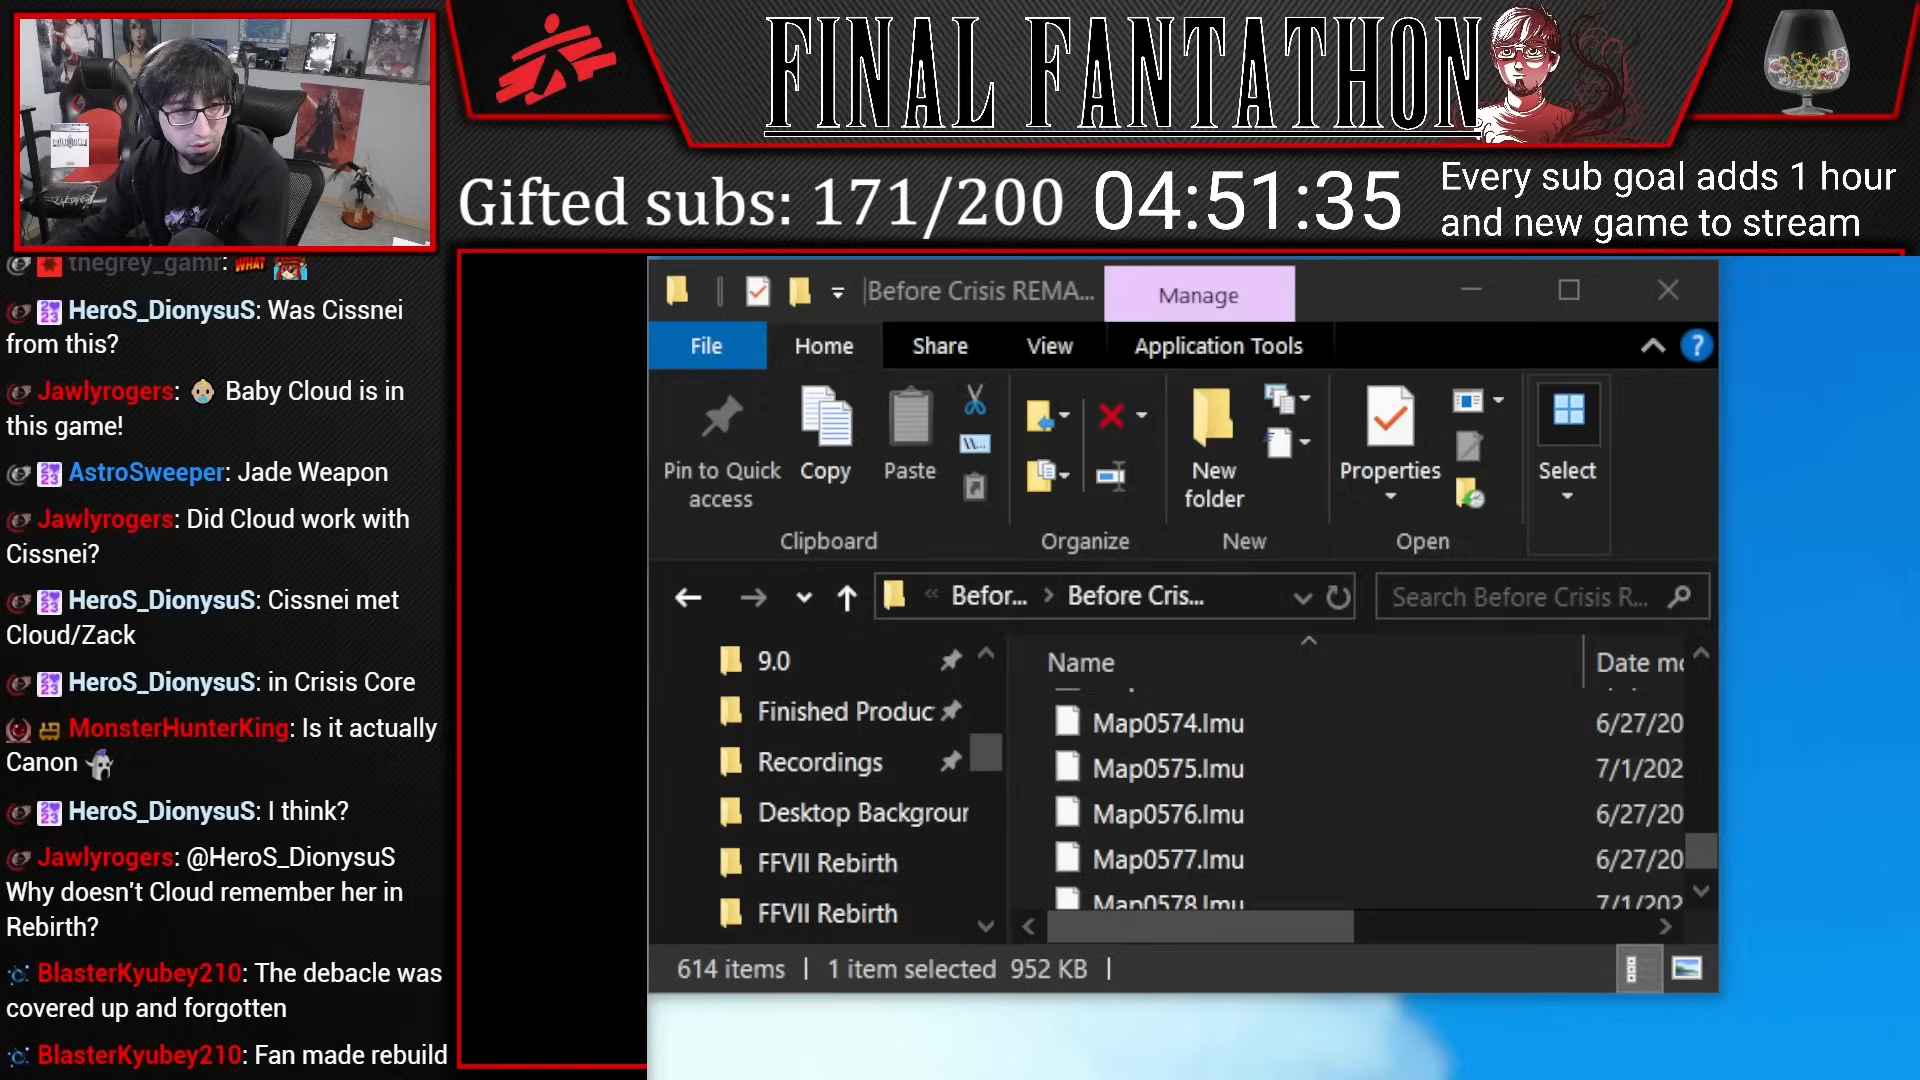 FINAL FANTATHON
Gifted subs: 171/200
04:51:35
Every sub goal adds 1 hour
and new game to stream
thegrey_gamr: WHAT
HeroS_DionysuS: Was Cissnei
from this?
Jawlyrogers: Baby Cloud is in
this game!
AstroSweeper: Jade Weapon
Jawlyrogers: Did Cloud work with
Cissnei?
HeroS_DionysuS: Cissnei met
Cloud/Zack
HeroS_DionysuS: in Crisis Core
MonsterHunterKing: Is it actually
Canon
HeroS_DionysuS: I think?
Jawlyrogers: @HeroS_DionysuS
Why doesn't Cloud remember her in
Rebirth?
BlasterKyubey210: The debacle was
covered up and forgotten
BlasterKyubey210: Fan made rebuild
Before Crisis REMA...
Manage
File
Home
Share
View
Application Tools
?
Pin to Quick
access
Copy
Paste
New
folder
Properties
Select
Clipboard
Organize
New
Open
« Befor... > Before Cris...
Search Before Crisis R...
9.0
Finished Produc
Recordings
Desktop Backgrour
FFVII Rebirth
FFVII Rebirth
Name
Date mo
Map0574.lmu
6/27/20
Map0575.lmu
7/1/202
Map0576.lmu
6/27/20
Map0577.lmu
6/27/20
Map0578.lmu
7/1/202
614 items
1 item selected 952 KB